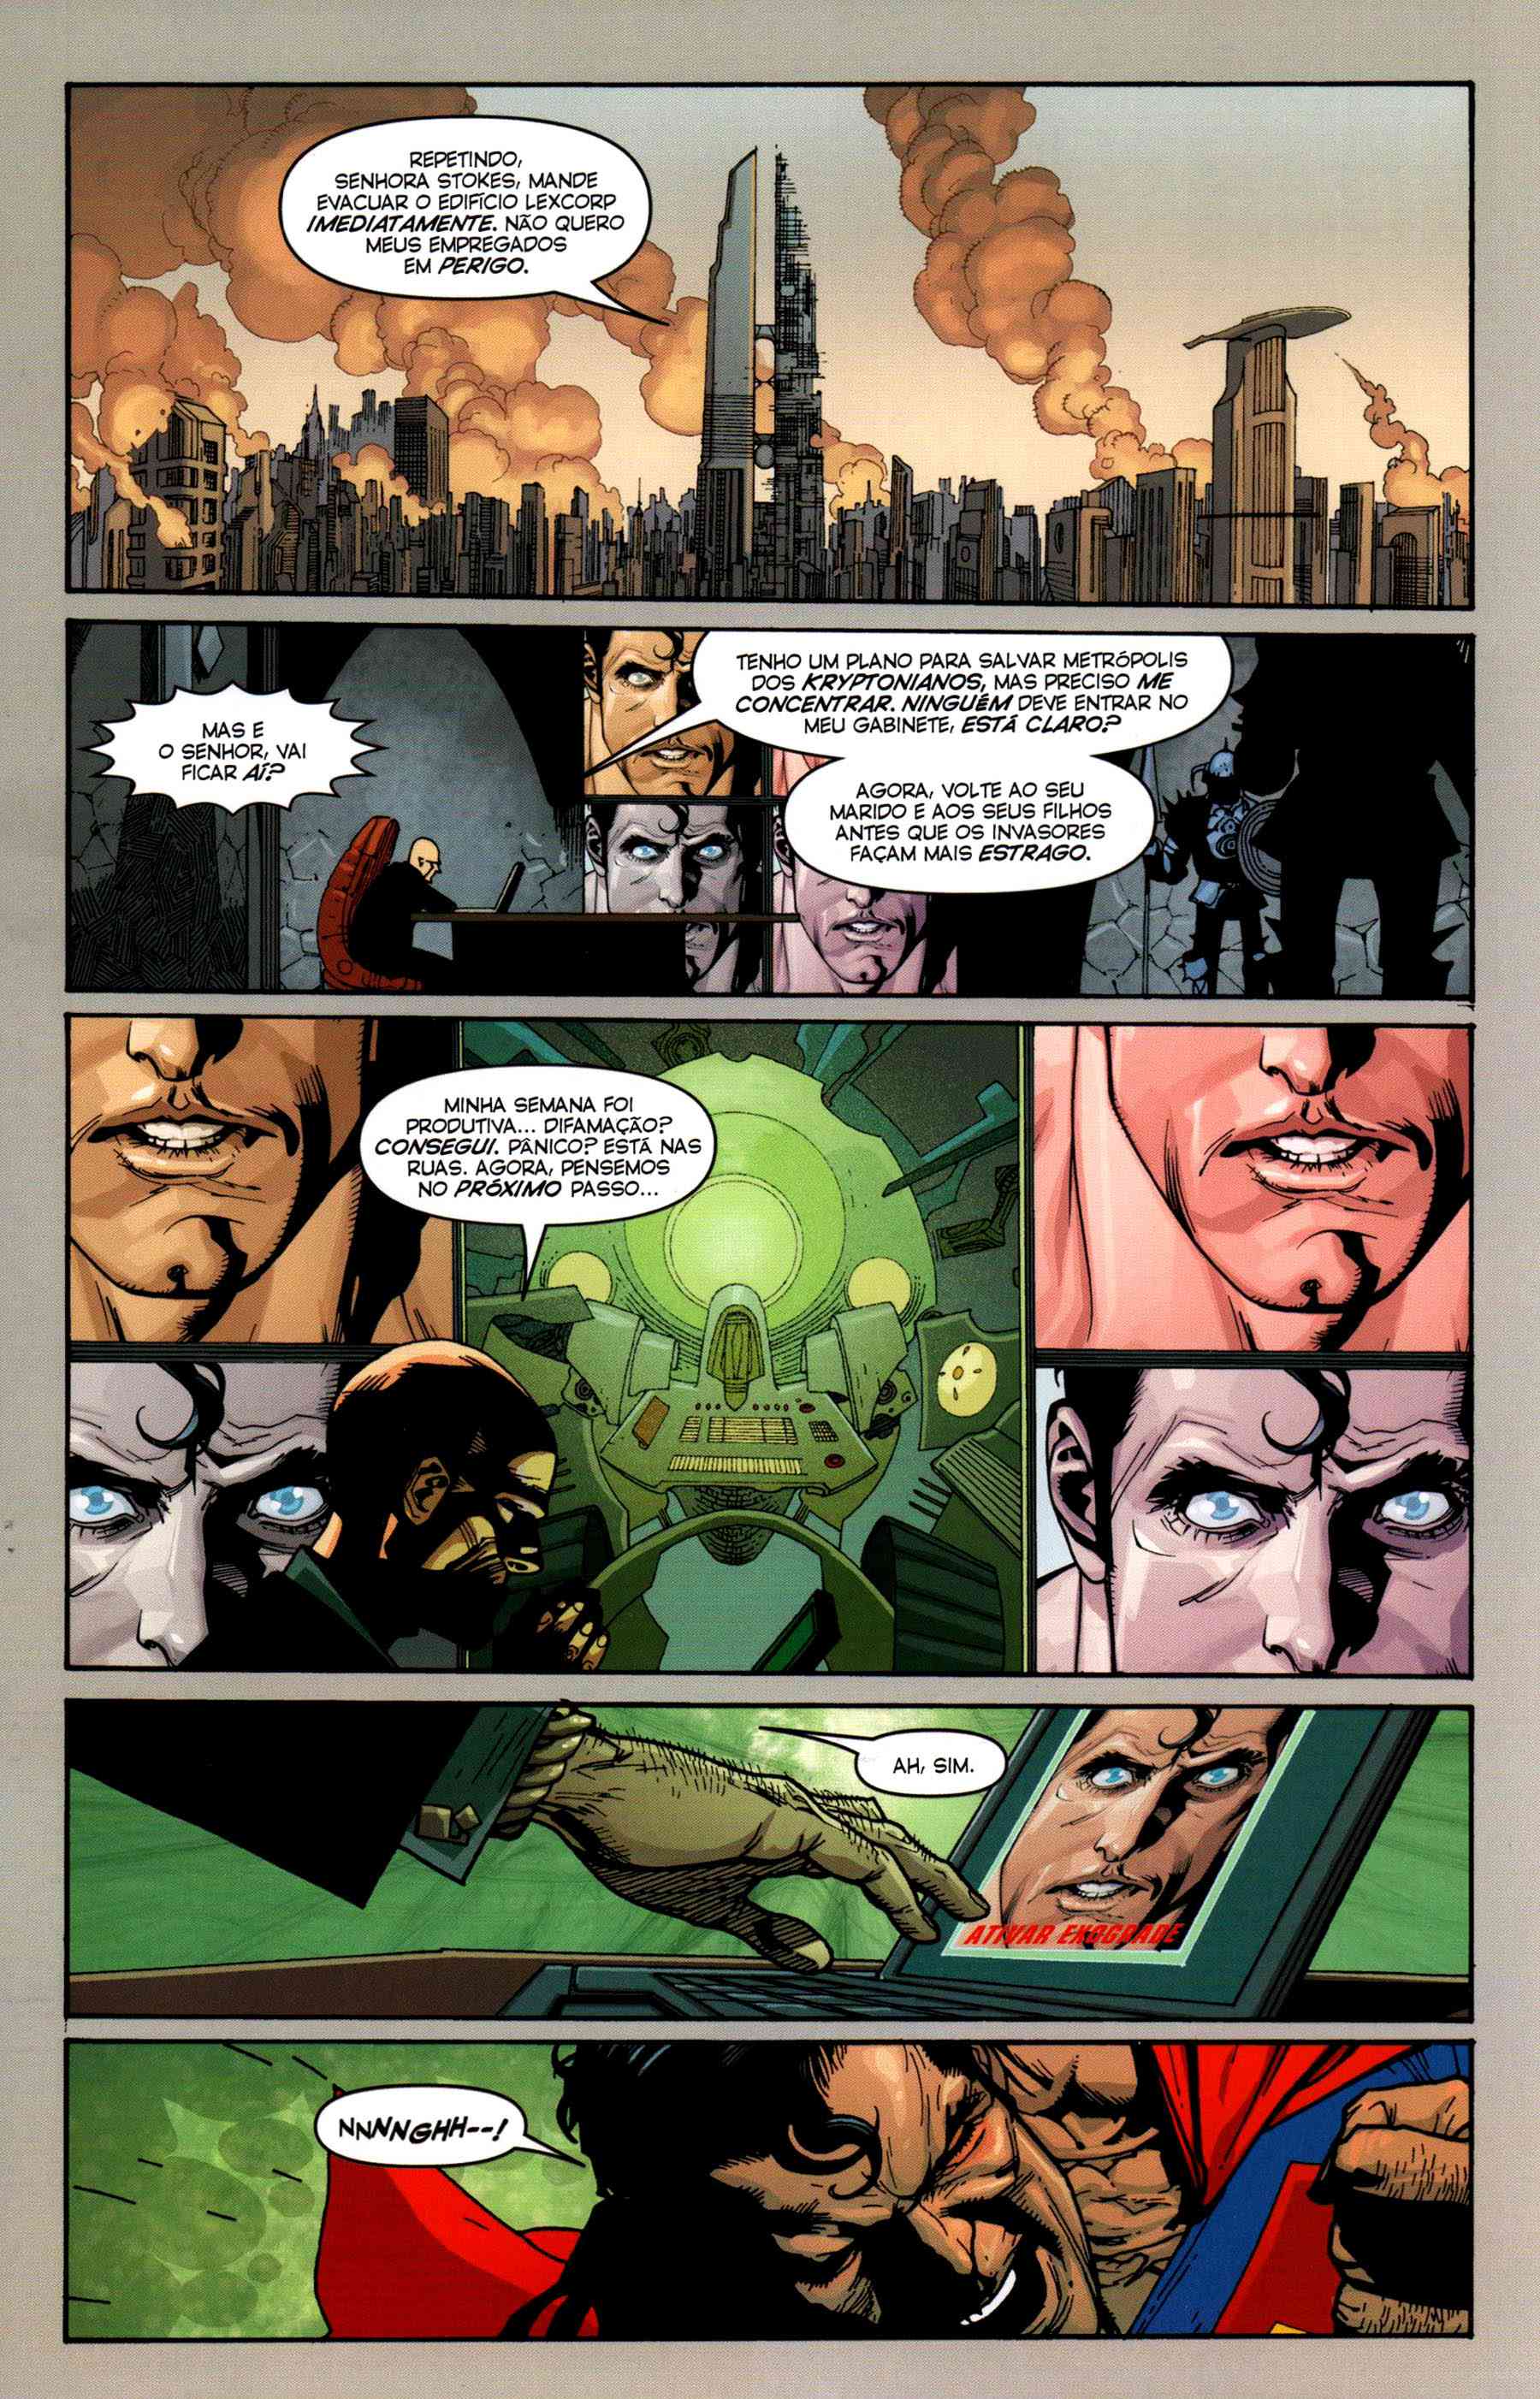 REPETINDO,
SENHORA STOKES, MANDE
EVACUAR O EDIFÍCIO LEXCORP
IMEDIATAMENTE. NÃO QUERO
MEUS EMPREGADOS
EM PERIGO.
MAS E
O SENHOR, VAI
FICAR AÍ?
TENHO UM PLANO PARA SALVAR METRÓPOLIS
DOS KRYPTONIANOS, MAS PRECISO ME
CONCENTRAR. NINGUÉM DEVE ENTRAR NO
MEU GABINETE, ESTÁ CLARO?
AGORA, VOLTE AO SEU
MARIDO E AOS SEUS FILHOS
ANTES QUE OS INVASORES
FAÇAM MAIS ESTRAGO.
MINHA SEMANA FOI
PRODUTIVA... DIFAMAÇÃO?
CONSEGUI. PÂNICO? ESTÁ NAS
RUAS. AGORA, PENSEMOS
NO PRÓXIMO PASSO...
AH, SIM.
ATIVAR EXOGRADE
NNNNGHH--!